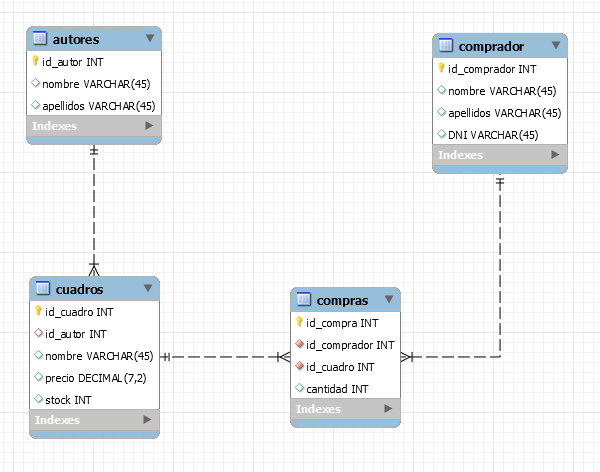 autores
id_autor INT
nombre VARCHAR(45)
apellidos VARCHAR(45)
Indexes
comprador
id_comprador INT
nombre VARCHAR(45)
apellidos VARCHAR(45)
DNI VARCHAR(45)
Indexes
cuadros
id_cuadro INT
id_autor INT
nombre VARCHAR(45)
precio DECIMAL(7,2)
stock INT
Indexes
compras
id_compra INT
id_comprador INT
id_cuadro INT
cantidad INT
Indexes